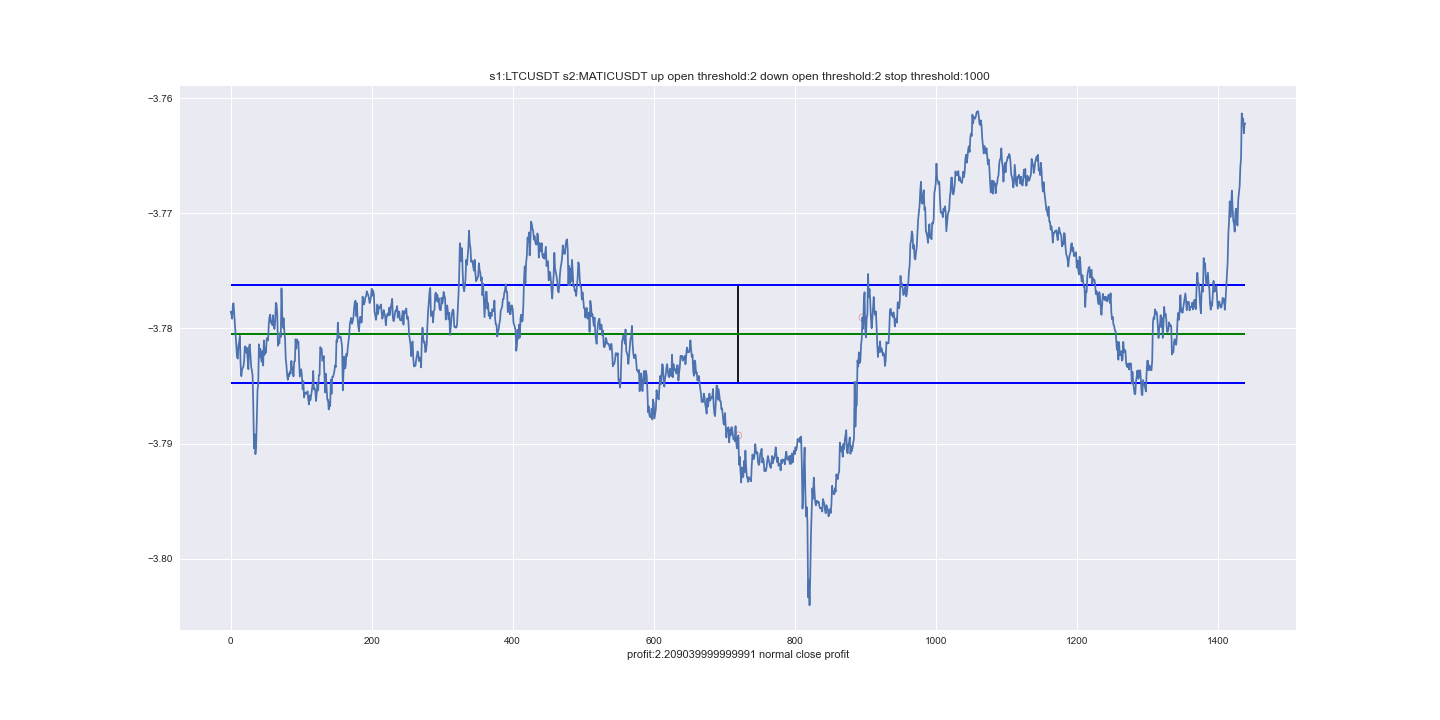 s1:LTCUSDT s2:MATICUSDT up open threshold:2 down open threshold:2 stop threshold:1000
−3.76
−3.77
−3.78
−3.79
−3.80
0 200 400 600 800 1000 1200 1400
profit:2.209039999999991 normal close profit